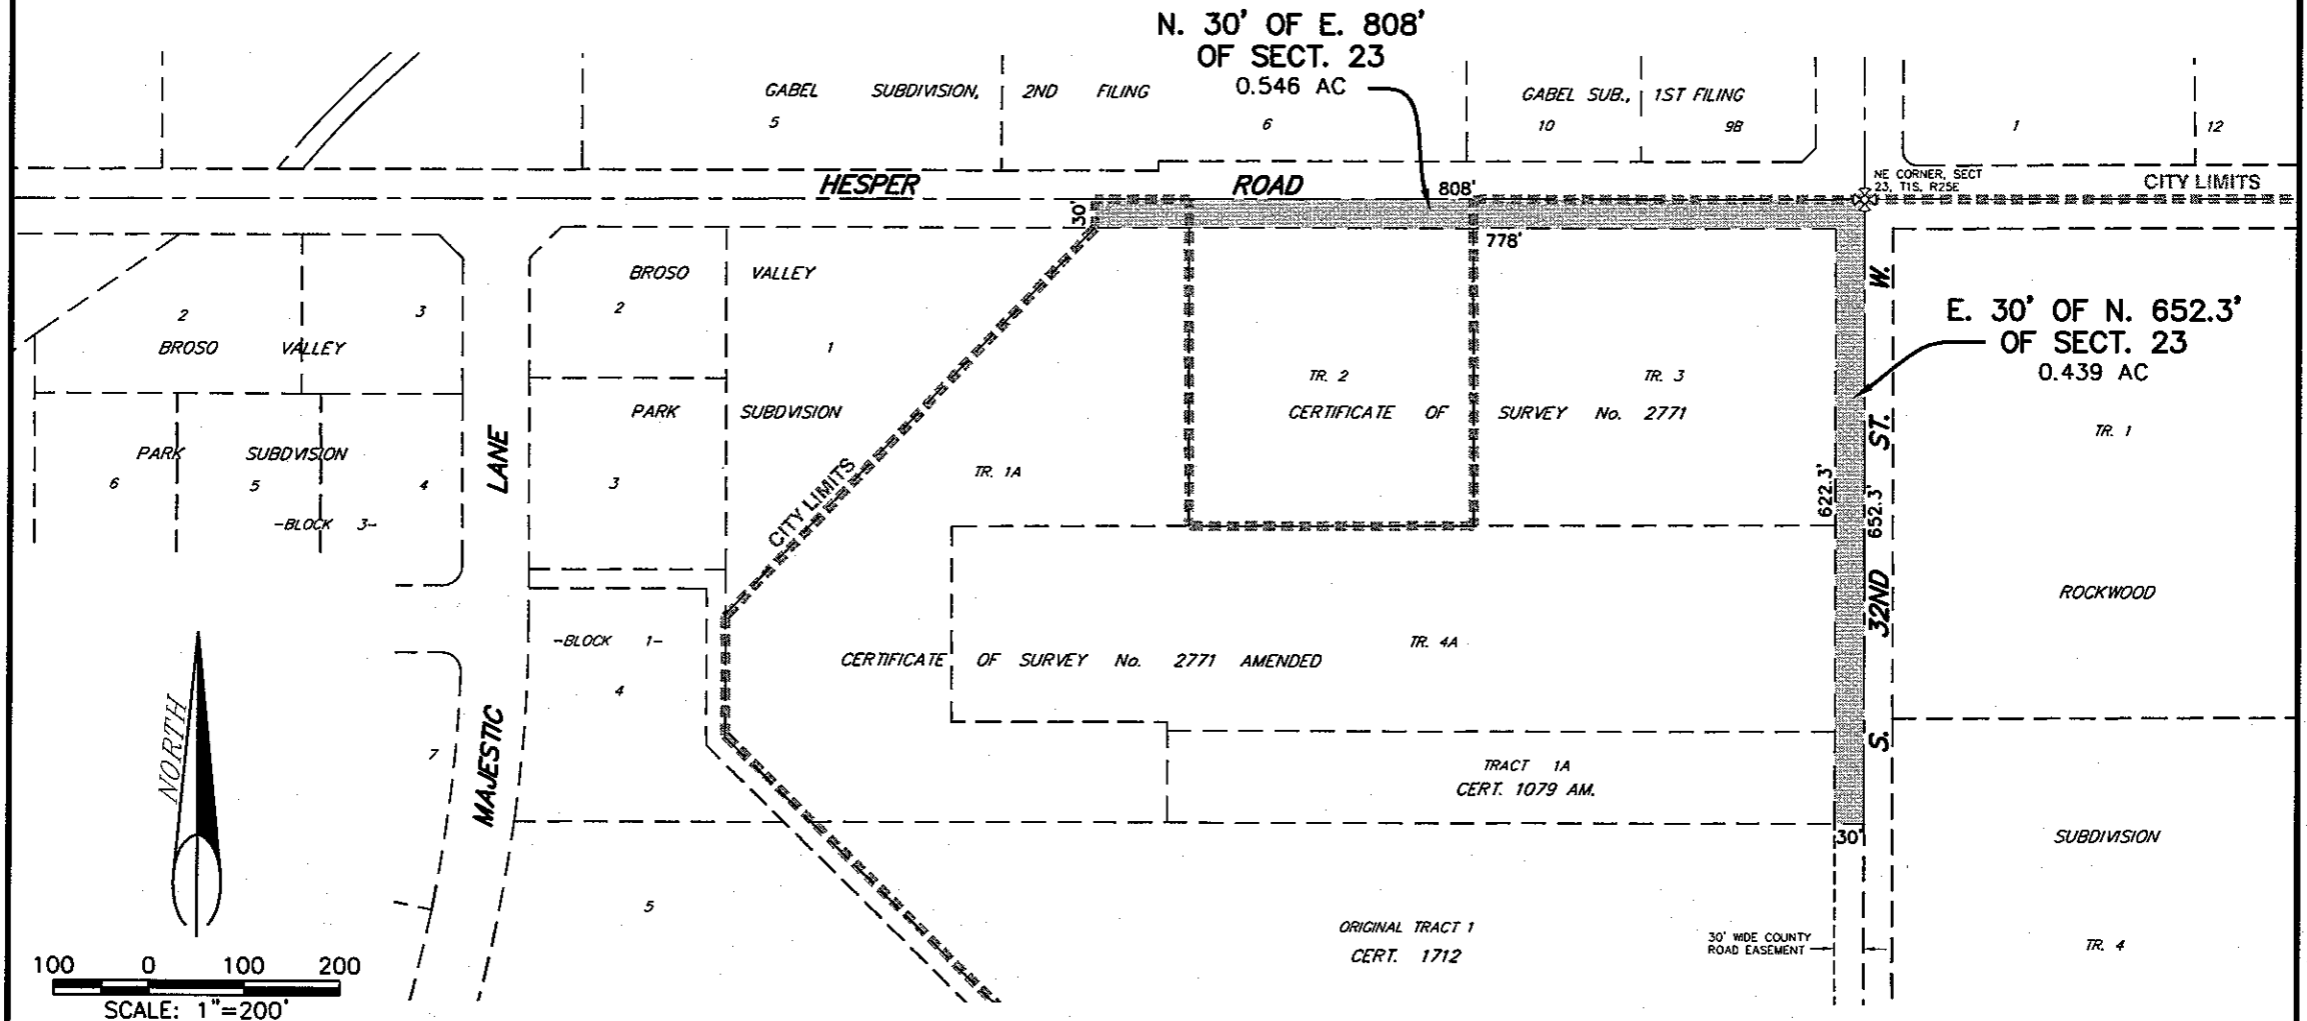 N. 30' OF E. 808'
OF SECT. 23
0.546 AC
GABEL SUBDIVISION, 2ND FILING
5
6
GABEL SUB., 1ST FILING
10
9B
1
12
HESPER ROAD
808'
NE CORNER, SECT
23, T1S, R25E
CITY LIMITS
30'
778'
BROSO VALLEY
2
1
2
3
BROSO VALLEY
W.
E. 30' OF N. 652.3'
OF SECT. 23
0.439 AC
TR. 2
TR. 3
CERTIFICATE OF SURVEY No. 2771
PARK SUBDVISION
ST.
TR. 1
PARK SUBDVISION
6
5
4
-BLOCK 3-
LANE
3
CITY LIMITS
TR. 1A
622.3'
652.3'
32ND
ROCKWOOD
-BLOCK 1-
4
CERTIFICATE OF SURVEY No. 2771 AMENDED
TR. 4A
NORTH
7
MAJESTIC
S.
TRACT 1A
CERT. 1079 AM.
30'
SUBDIVISION
5
ORIGINAL TRACT 1
CERT. 1712
30' WIDE COUNTY
ROAD EASEMENT
TR. 4
100 0 100 200
SCALE: 1"=200'